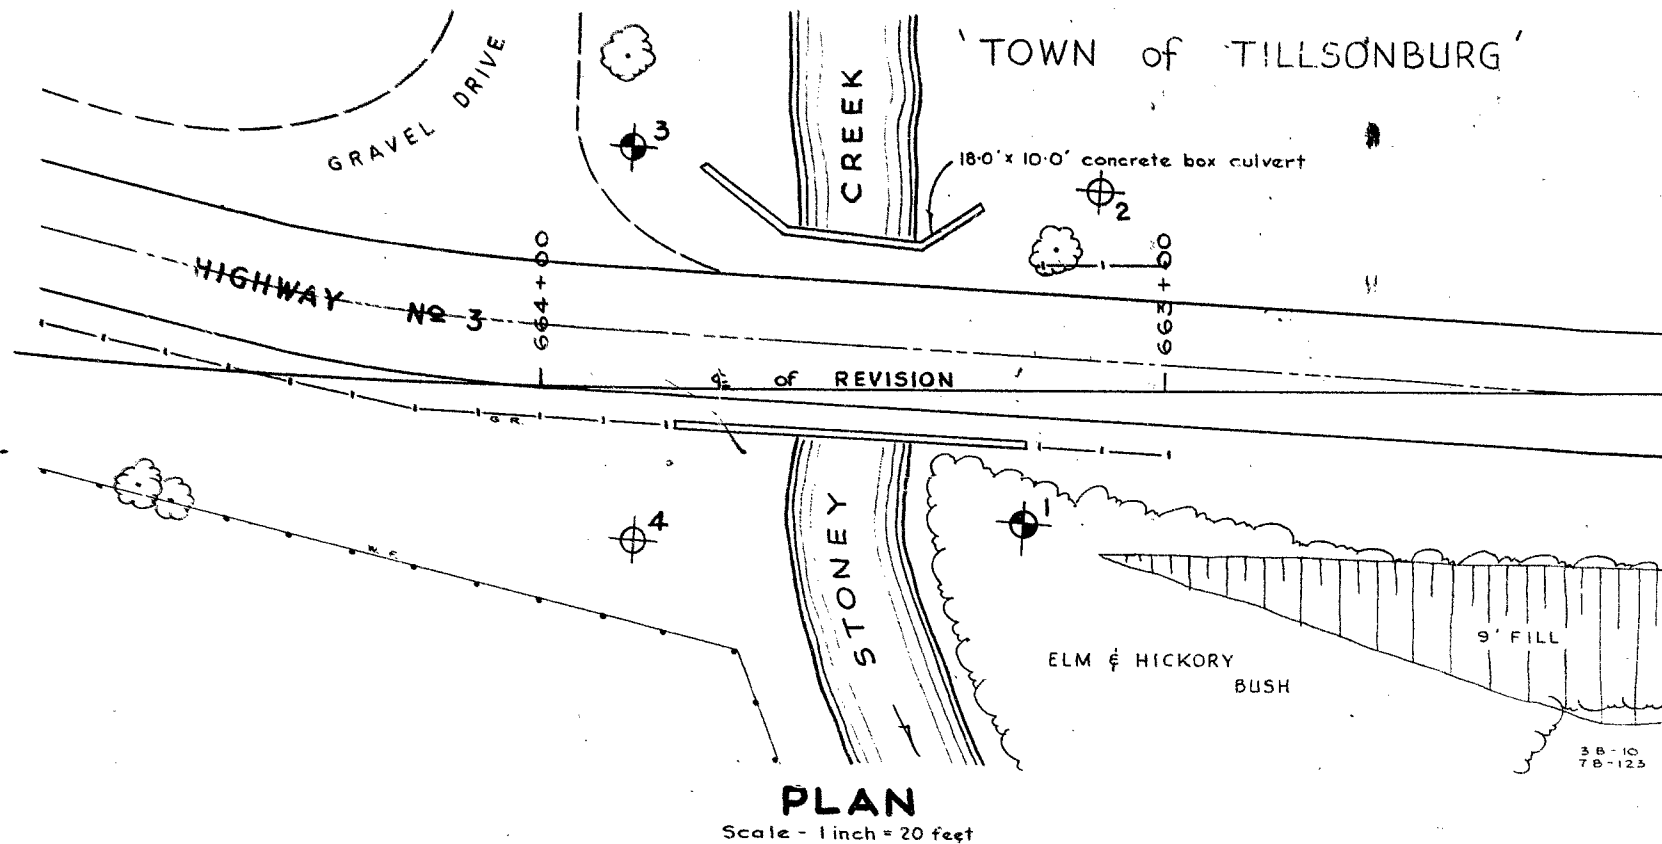 'TOWN of TILLSONBURG'
GRAVEL DRIVE
3
CREEK
18·0' x 10·0' concrete box culvert
2
HIGHWAY No 3
664+00
663+00
℄ of REVISION
G.R.
4
1
W.F.
STONEY
9' FILL
ELM & HICKORY
BUSH
3B-10
7B-123
PLAN
Scale - 1 inch = 20 feet